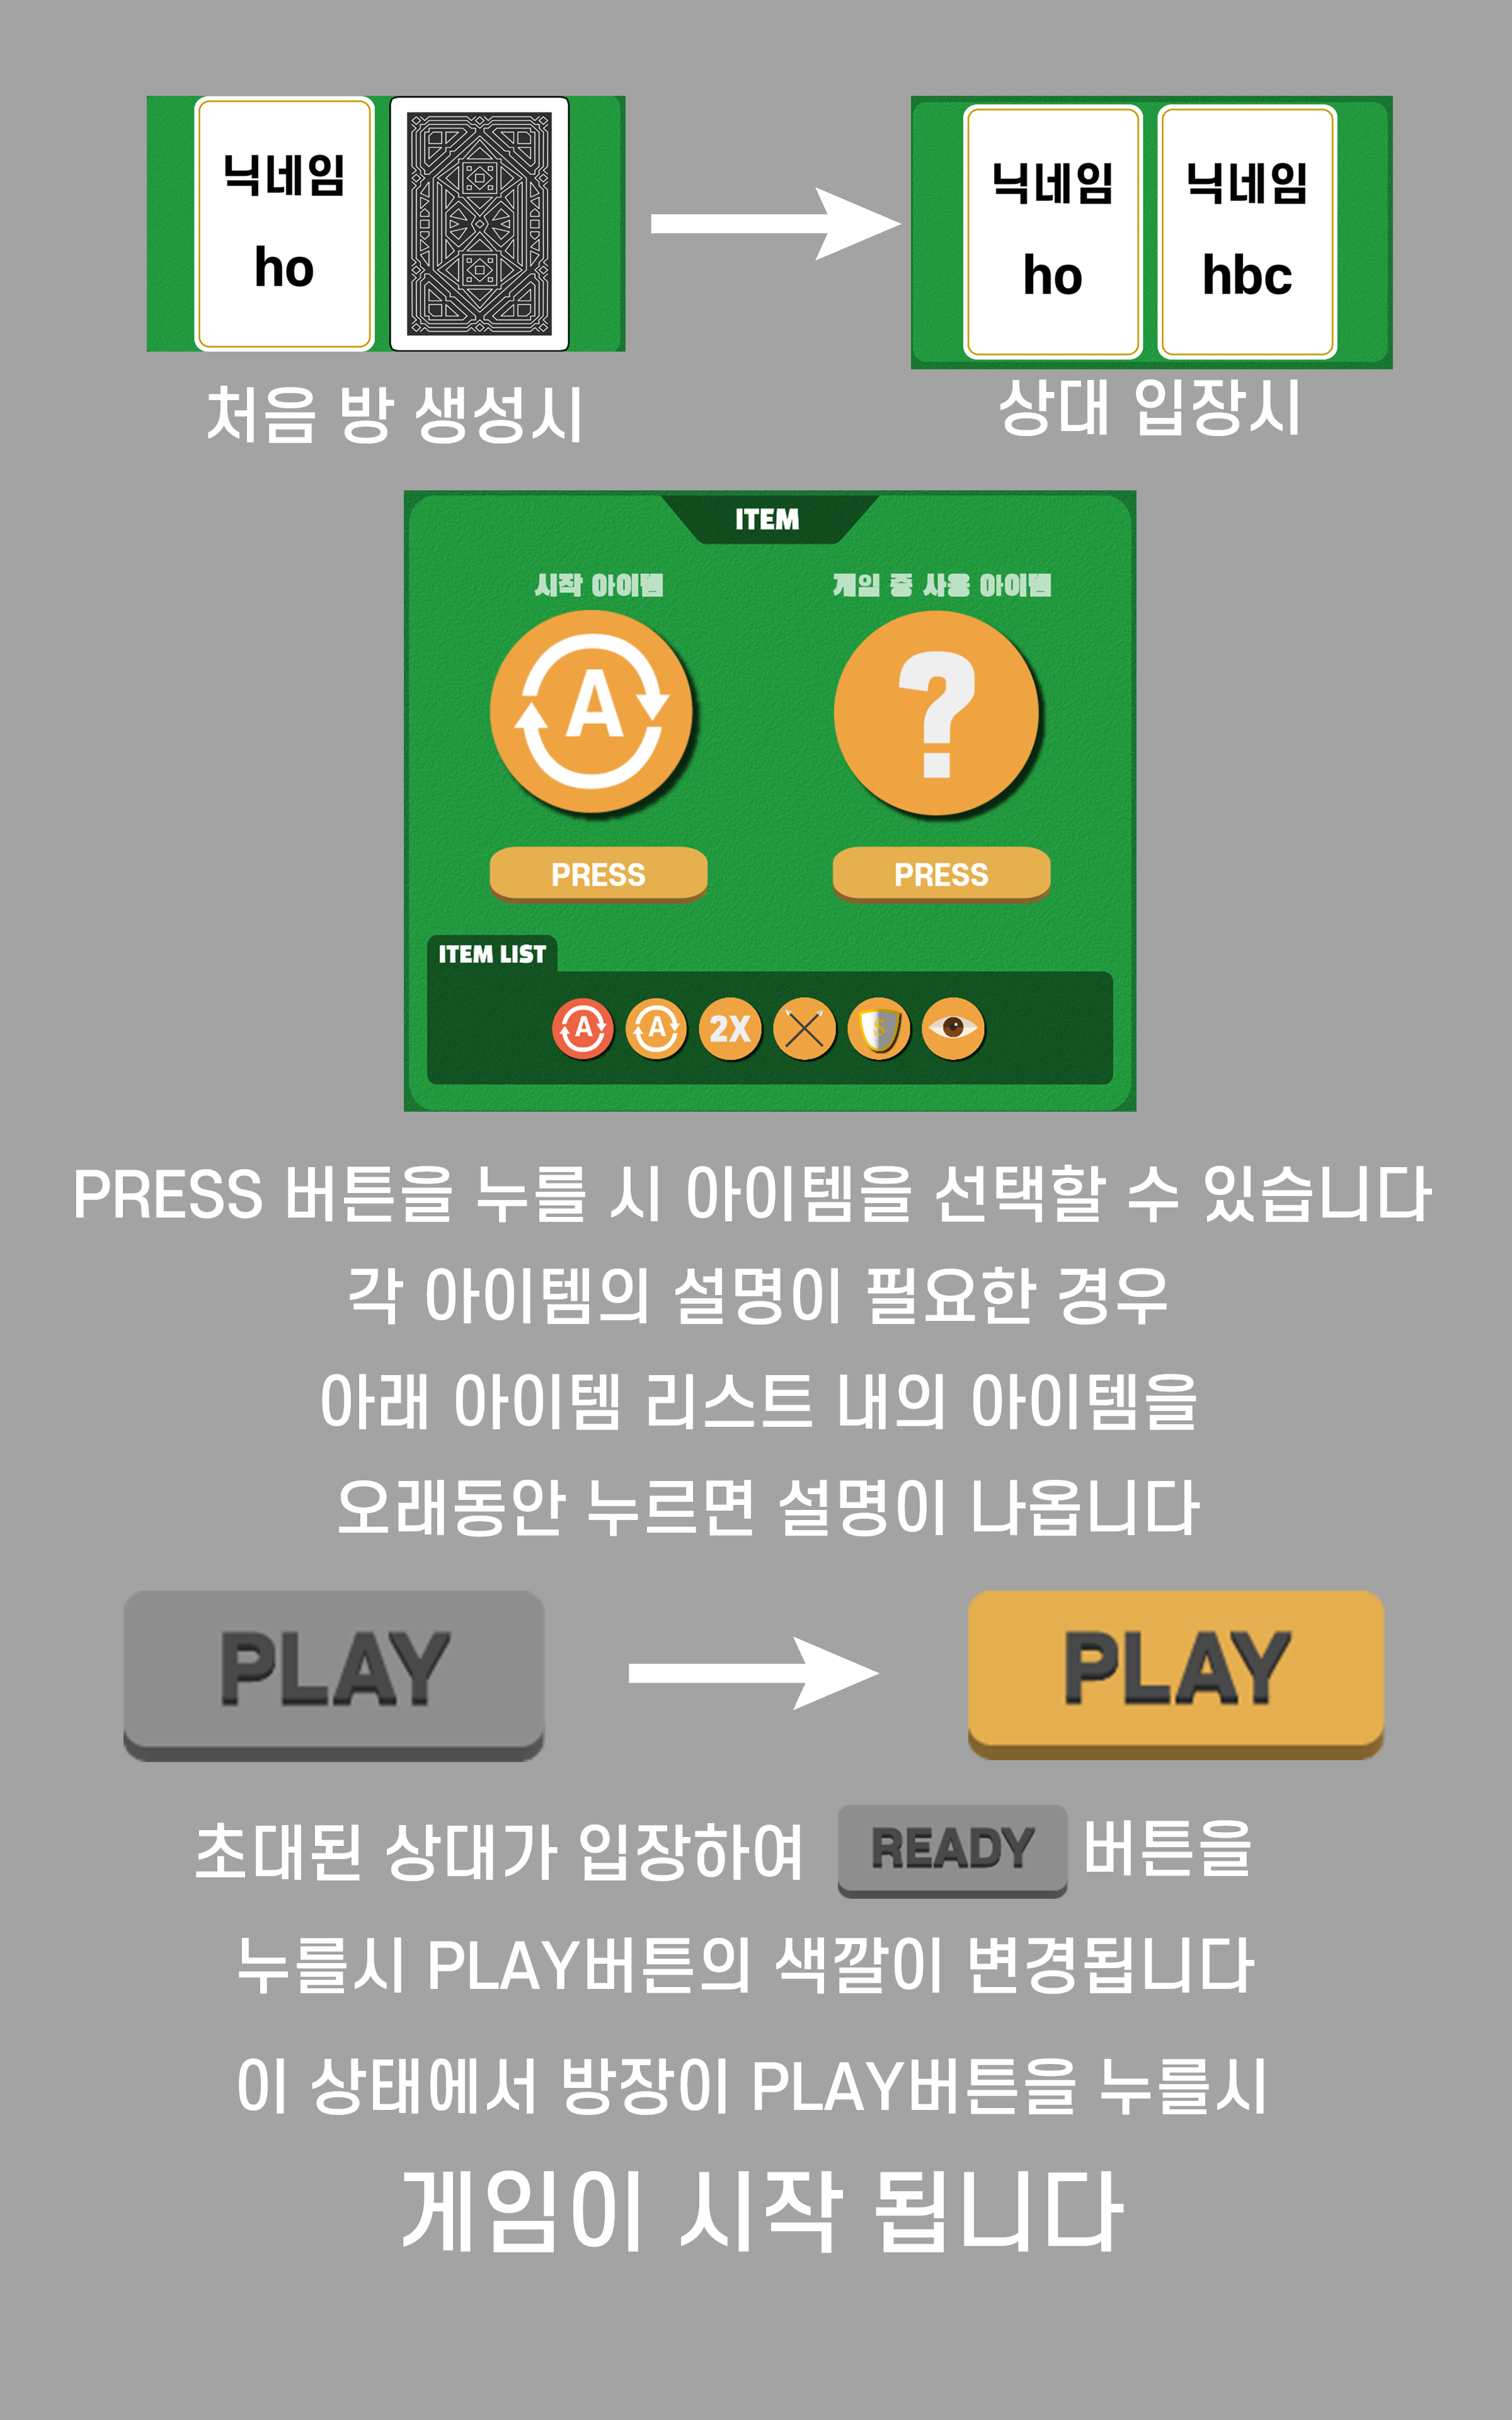 닉네임 닉네임 닉네임
ho ho hbc
처음 방 생성시 상대 입장시
ITEM
시작 아이템 게임 중 사용 아이템
A ?
PRESS PRESS
ITEM LIST
A A 2X S
PRESS 버튼을 누를 시 아이템을 선택할 수 있습니다
각 아이템의 설명이 필요한 경우
아래 아이템 리스트 내의 아이템을
오래동안 누르면 설명이 나옵니다
PLAY PLAY
초대된 상대가 입장하여 READY 버튼을
누를시 PLAY버튼의 색깔이 변경됩니다
이 상태에서 방장이 PLAY버튼을 누를시
게임이 시작 됩니다